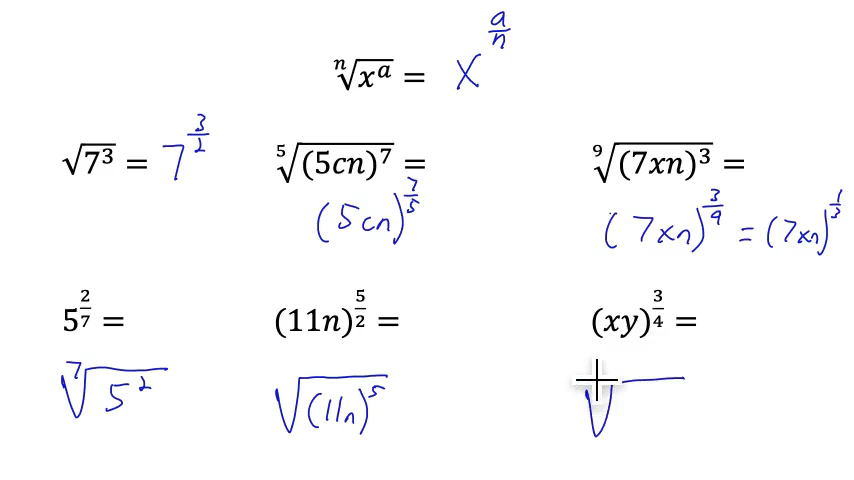 ⁿ√(xᵃ) = x^(a/n)
√(7³) = 7^(3/2)    ⁵√((5cn)⁷) =    ⁹√((7xn)³) =
(5cn)^(7/5)    (7xn)^(3/9) = (7xn)^(1/3)
5^(2/7) =    (11n)^(5/2) =    (xy)^(3/4) =
⁷√(5²)    √((11n)⁵)    √